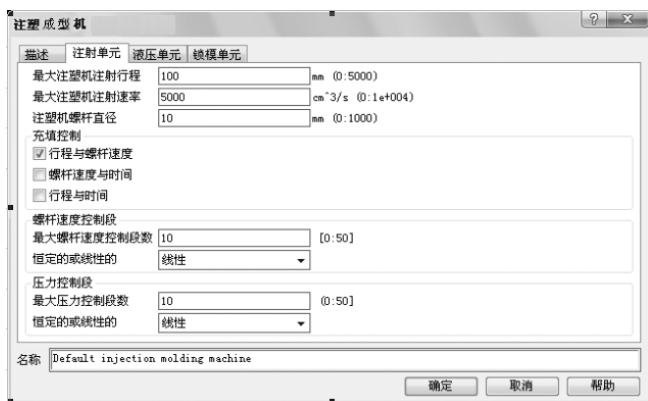 注塑成型机
描述 注射单元 液压单元 锁模单元
最大注塑机注射行程 100 mm (0:5000)
最大注塑机注射速率 5000 cm^3/s (0:1e+004)
注塑机螺杆直径 10 mm (0:1000)
充填控制
行程与螺杆速度
螺杆速度与时间
行程与时间
螺杆速度控制段
最大螺杆速度控制段数 10 [0:50]
恒定的或线性的 线性
压力控制段
最大压力控制段数 10 (0:50]
恒定的或线性的 线性
名称 Default injection molding machine
确定 取消 帮助